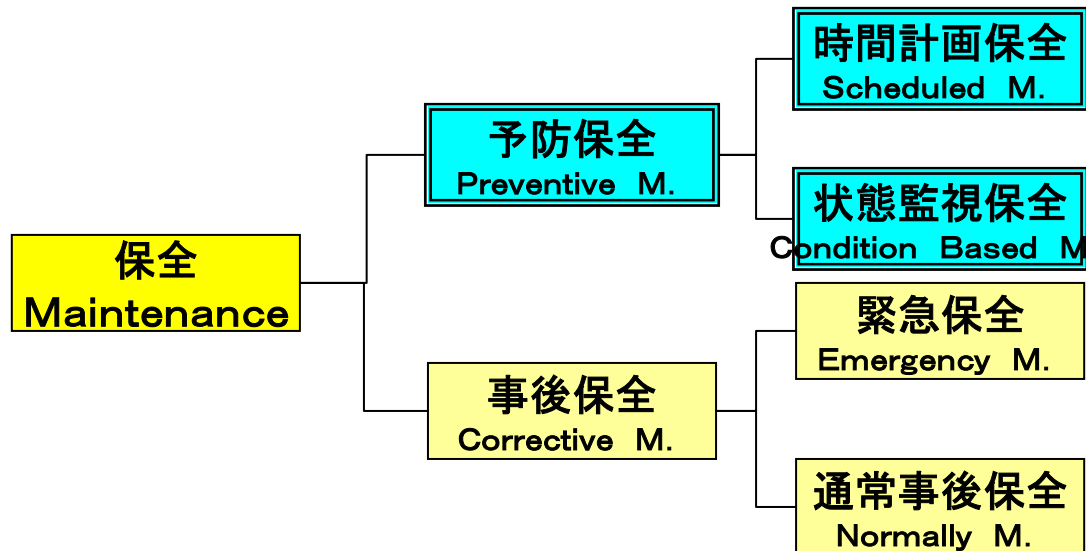 時間計画保全
Scheduled M.
予防保全
Preventive M.
状態監視保全
Condition Based M
保全
Maintenance
緊急保全
Emergency M.
事後保全
Corrective M.
通常事後保全
Normally M.